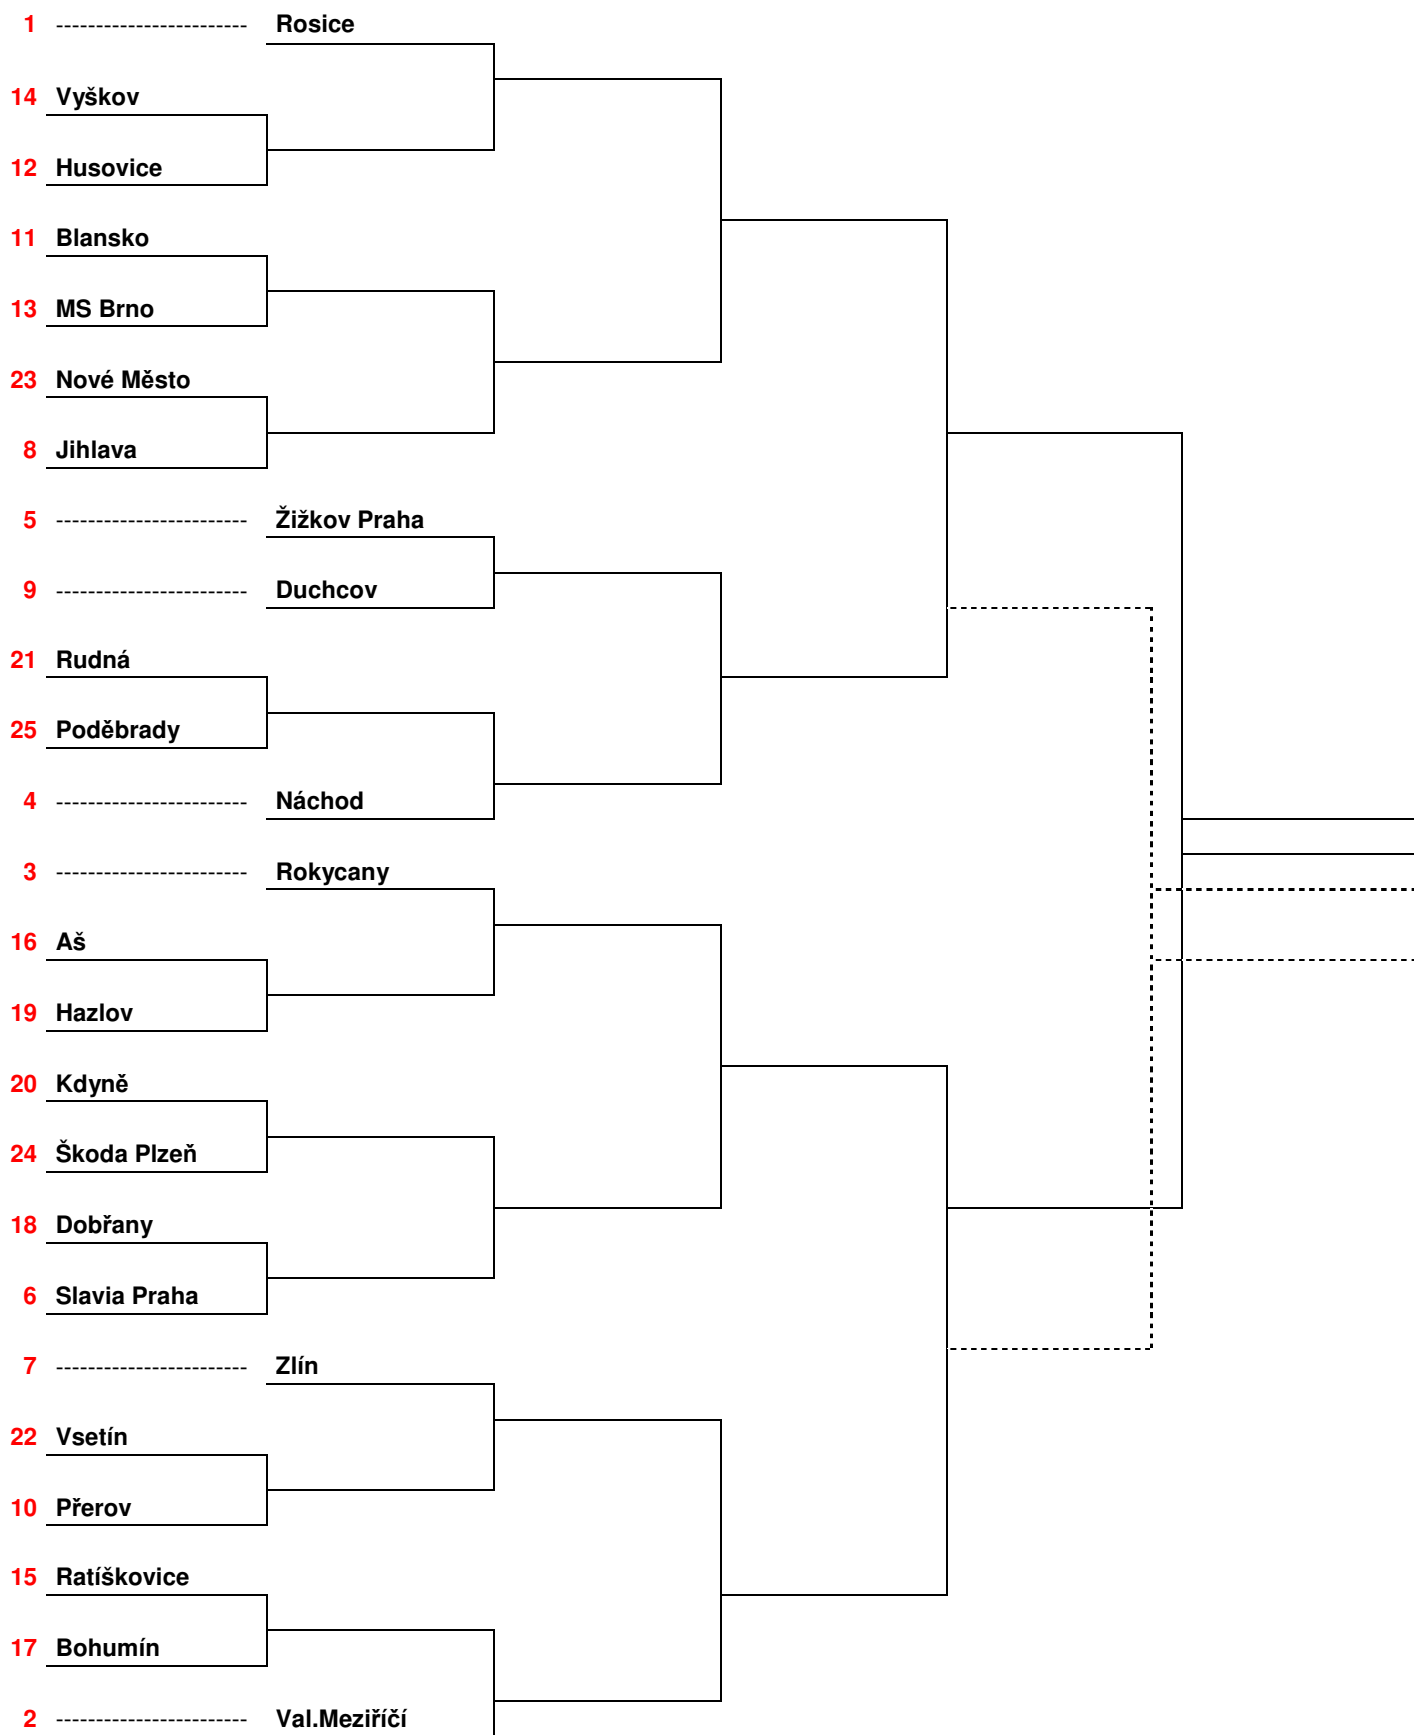 1 ------------------------ Rosice
14 Vyškov
12 Husovice
11 Blansko
13 MS Brno
23 Nové Město
8 Jihlava
5 ------------------------ Žižkov Praha
9 ------------------------ Duchcov
21 Rudná
25 Poděbrady
4 ------------------------ Náchod
3 ------------------------ Rokycany
16 Aš
19 Hazlov
20 Kdyně
24 Škoda Plzeň
18 Dobřany
6 Slavia Praha
7 ------------------------ Zlín
22 Vsetín
10 Přerov
15 Ratíškovice
17 Bohumín
2 ------------------------ Val.Meziříčí